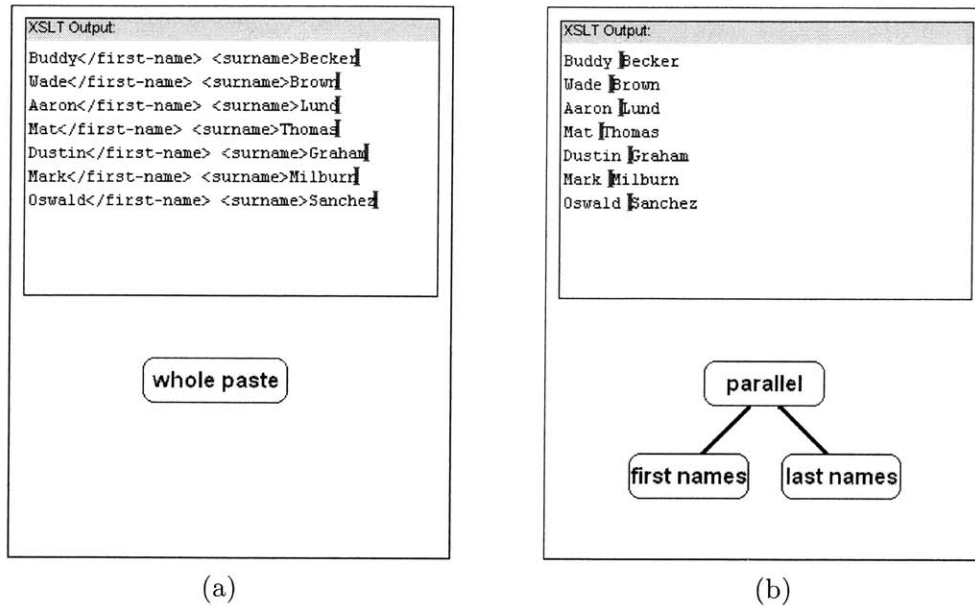 XSLT Output:
Buddy</first-name> <surname>Becker
Wade</first-name> <surname>Brown
Aaron</first-name> <surname>Lund
Mat</first-name> <surname>Thomas
Dustin</first-name> <surname>Graham
Mark</first-name> <surname>Milburn
Oswald</first-name> <surname>Sanchez
whole paste
(a)
XSLT Output:
Buddy Becker
Wade Brown
Aaron Lund
Mat Thomas
Dustin Graham
Mark Milburn
Oswald Sanchez
parallel
first names
last names
(b)